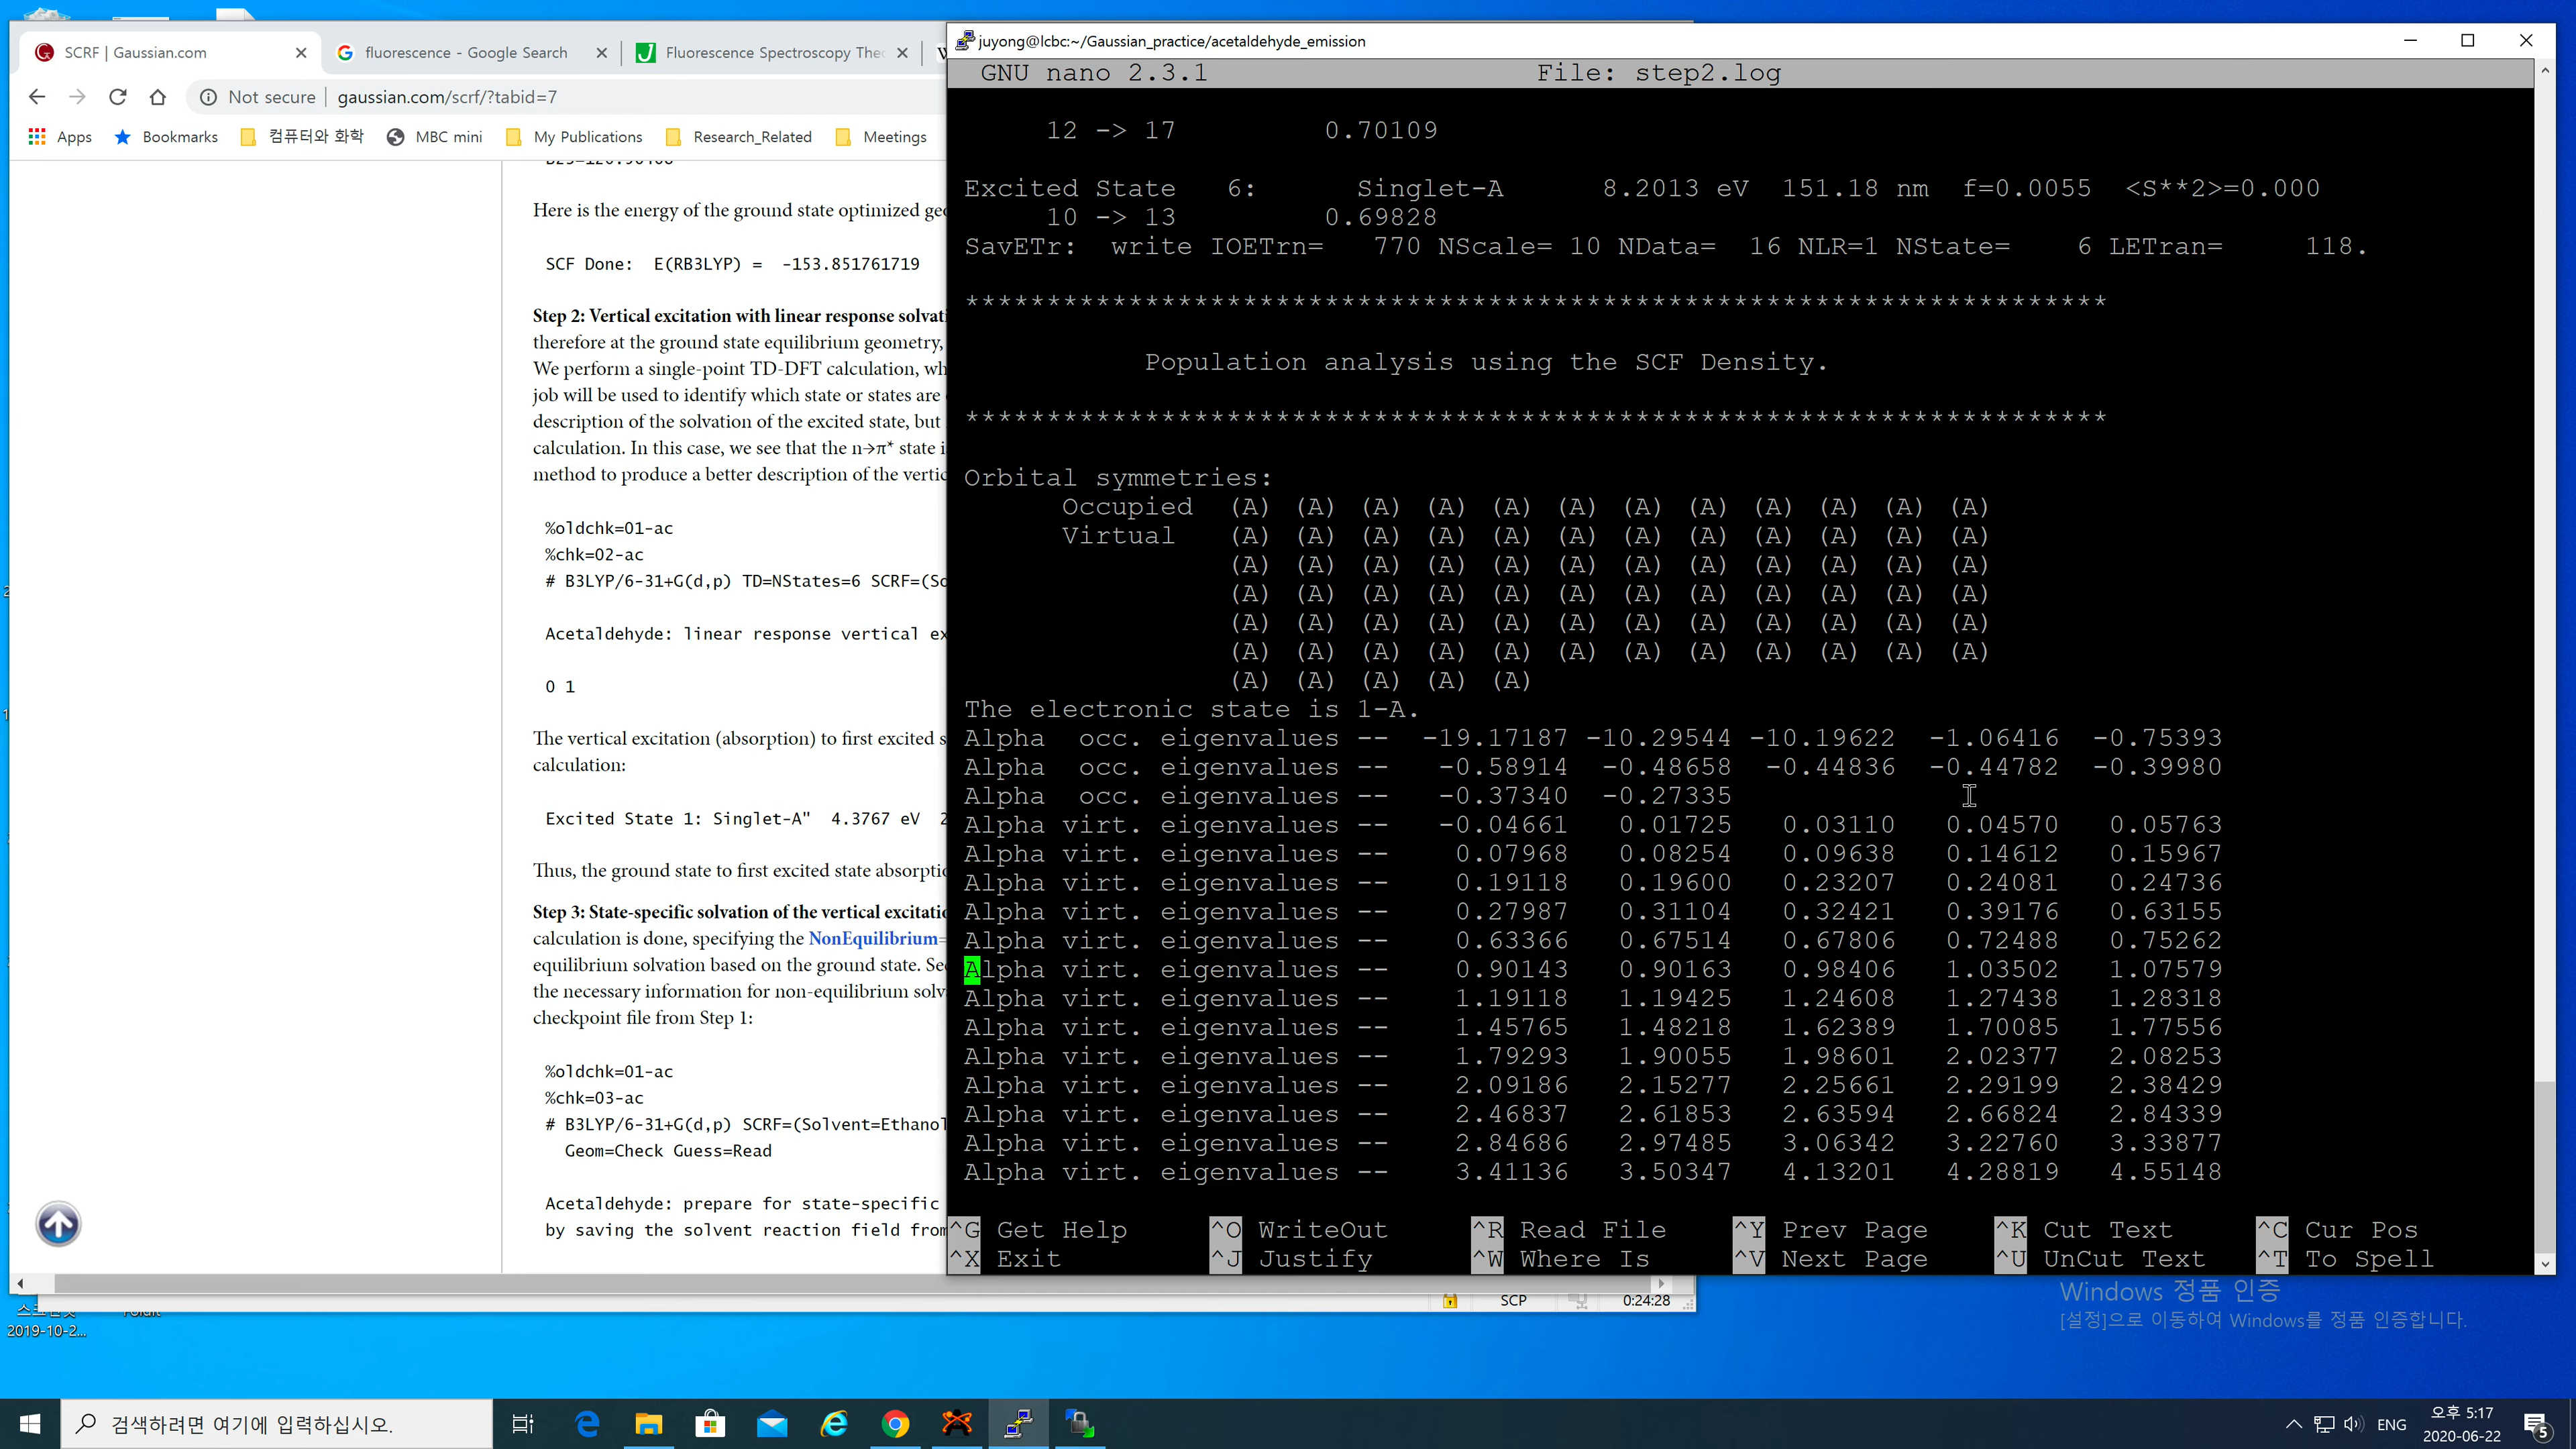 SCRF | Gaussian.com
fluorescence - Google Search
Fluorescence Spectroscopy The
Not secure | gaussian.com/scrf/?tabid=7
Apps
Bookmarks
컴퓨터와 화학
MBC mini
My Publications
Research_Related
Meetings
Here is the energy of the ground state optimized geo
SCF Done:  E(RB3LYP) =  -153.851761719
Step 2: Vertical excitation with linear response solvati
therefore at the ground state equilibrium geometry,
We perform a single-point TD-DFT calculation, wh
job will be used to identify which state or states are
description of the solvation of the excited state, but
calculation. In this case, we see that the n→π* state i
method to produce a better description of the vertic
%oldchk=01-ac
%chk=02-ac
# B3LYP/6-31+G(d,p) TD=NStates=6 SCRF=(So
Acetaldehyde: linear response vertical ex
0 1
The vertical excitation (absorption) to first excited s
calculation:
Excited State 1: Singlet-A"  4.3767 eV  2
Thus, the ground state to first excited state absorptio
Step 3: State-specific solvation of the vertical excitatio
calculation is done, specifying the NonEquilibrium=
equilibrium solvation based on the ground state. Sec
the necessary information for non-equilibrium solv
checkpoint file from Step 1:
%oldchk=01-ac
%chk=03-ac
# B3LYP/6-31+G(d,p) SCRF=(Solvent=Ethanol
Geom=Check Guess=Read
Acetaldehyde: prepare for state-specific
by saving the solvent reaction field from
juyong@lcbc:~/Gaussian_practice/acetaldehyde_emission
GNU nano 2.3.1 File: step2.log
12 -> 17 0.70109
Excited State 6: Singlet-A 8.2013 eV 151.18 nm f=0.0055 <S**2>=0.000
10 -> 13 0.69828
SavETr: write IOETrn= 770 NScale= 10 NData= 16 NLR=1 NState= 6 LETran= 118.
**********************************************************************
Population analysis using the SCF Density.
**********************************************************************
Orbital symmetries:
Occupied (A) (A) (A) (A) (A) (A) (A) (A) (A) (A) (A) (A)
Virtual (A) (A) (A) (A) (A) (A) (A) (A) (A) (A) (A) (A)
(A) (A) (A) (A) (A) (A) (A) (A) (A) (A) (A) (A)
(A) (A) (A) (A) (A) (A) (A) (A) (A) (A) (A) (A)
(A) (A) (A) (A) (A) (A) (A) (A) (A) (A) (A) (A)
(A) (A) (A) (A) (A) (A) (A) (A) (A) (A) (A) (A)
(A) (A) (A) (A) (A)
The electronic state is 1-A.
Alpha occ. eigenvalues -- -19.17187 -10.29544 -10.19622 -1.06416 -0.75393
Alpha occ. eigenvalues -- -0.58914 -0.48658 -0.44836 -0.44782 -0.39980
Alpha occ. eigenvalues -- -0.37340 -0.27335
Alpha virt. eigenvalues -- -0.04661 0.01725 0.03110 0.04570 0.05763
Alpha virt. eigenvalues -- 0.07968 0.08254 0.09638 0.14612 0.15967
Alpha virt. eigenvalues -- 0.19118 0.19600 0.23207 0.24081 0.24736
Alpha virt. eigenvalues -- 0.27987 0.31104 0.32421 0.39176 0.63155
Alpha virt. eigenvalues -- 0.63366 0.67514 0.67806 0.72488 0.75262
Alpha virt. eigenvalues -- 0.90143 0.90163 0.98406 1.03502 1.07579
Alpha virt. eigenvalues -- 1.19118 1.19425 1.24608 1.27438 1.28318
Alpha virt. eigenvalues -- 1.45765 1.48218 1.62389 1.70085 1.77556
Alpha virt. eigenvalues -- 1.79293 1.90055 1.98601 2.02377 2.08253
Alpha virt. eigenvalues -- 2.09186 2.15277 2.25661 2.29199 2.38429
Alpha virt. eigenvalues -- 2.46837 2.61853 2.63594 2.66824 2.84339
Alpha virt. eigenvalues -- 2.84686 2.97485 3.06342 3.22760 3.33877
Alpha virt. eigenvalues -- 3.41136 3.50347 4.13201 4.28819 4.55148
^G Get Help ^O WriteOut ^R Read File ^Y Prev Page ^K Cut Text ^C Cur Pos
^X Exit ^J Justify ^W Where Is ^V Next Page ^U UnCut Text ^T To Spell
SCP
0:24:28
2019-10-2...
Windows 정품 인증
[설정]으로 이동하여 Windows를 정품 인증합니다.
검색하려면 여기에 입력하십시오.
ENG
오후 5:17
2020-06-22
5